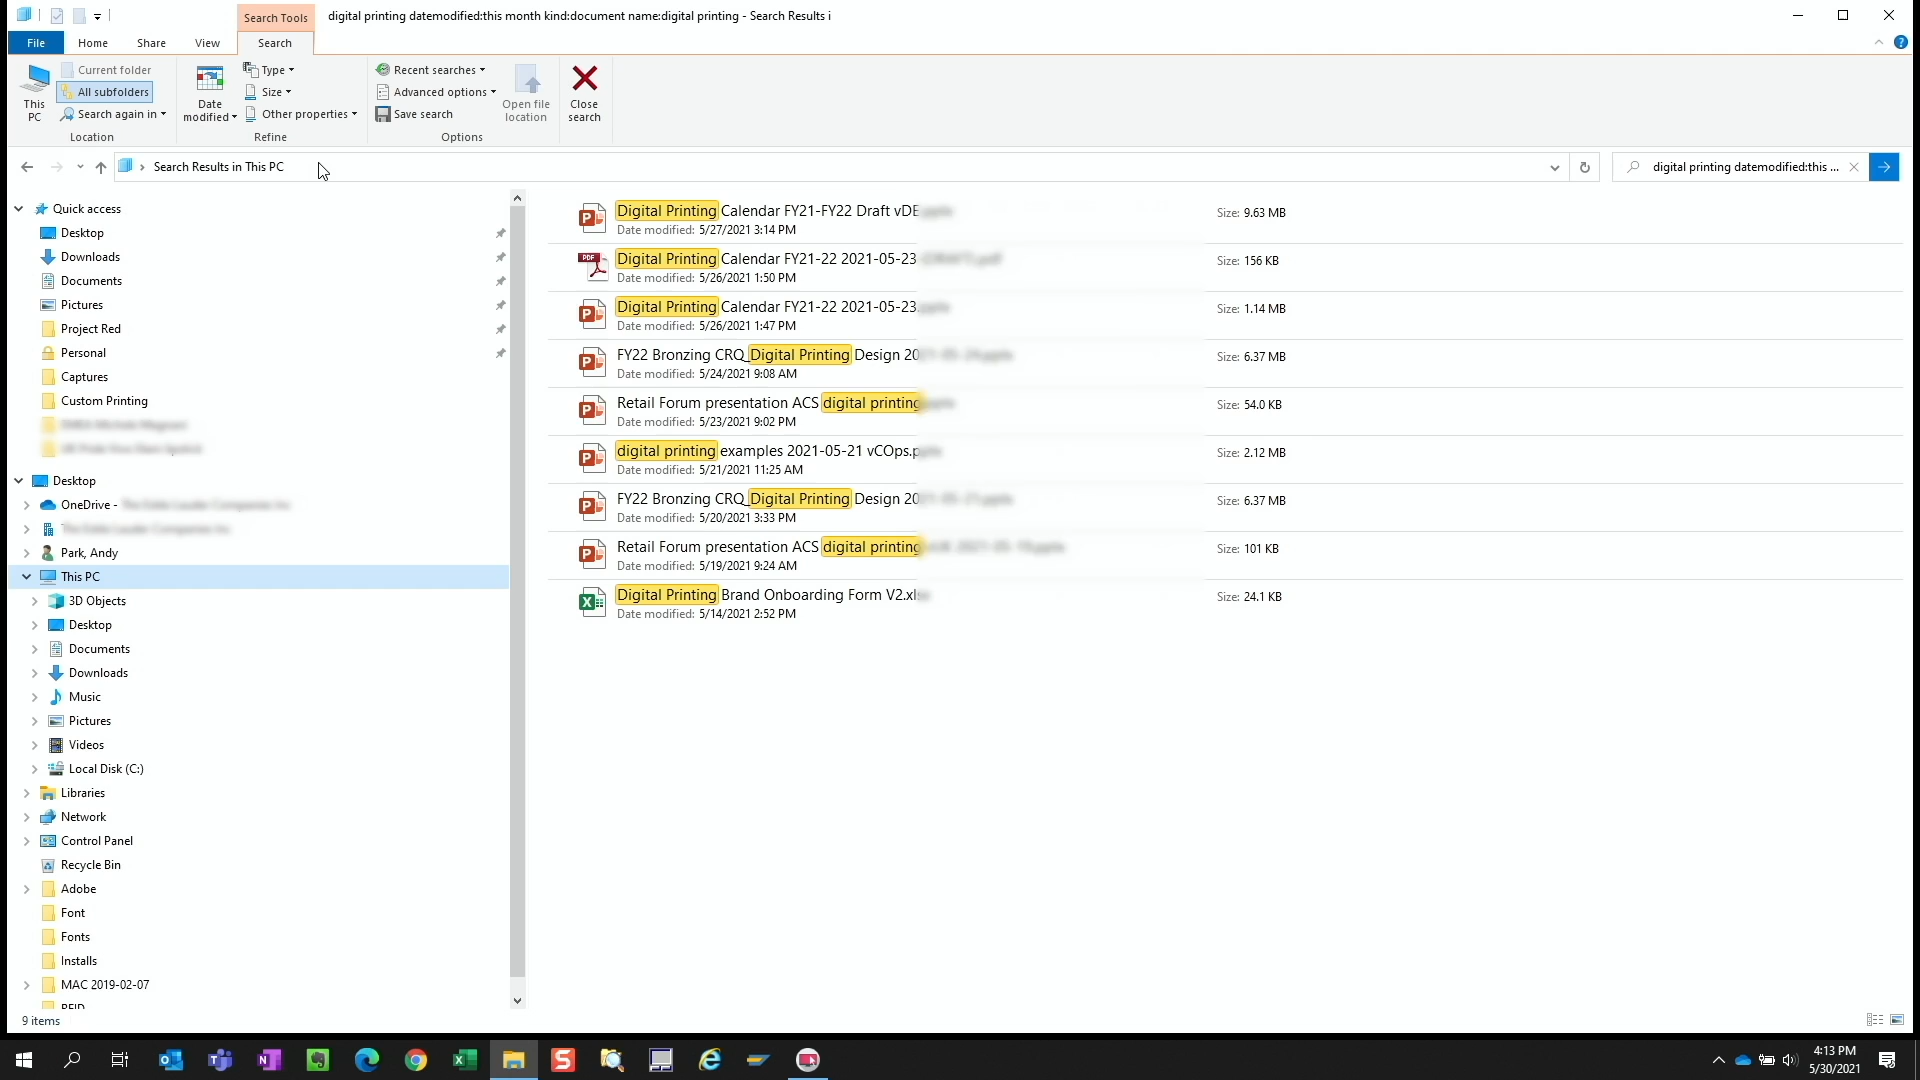 Search Tools
digital printing datemodified:this month kind:document name:digital printing - Search Results i
File
Home
Share
View
Search
This PC
Current folder
All subfolders
Search again in
Location
Date modified
Type
Size
Other properties
Refine
Recent searches
Advanced options
Save search
Open file location
Options
Close search
Search Results in This PC
digital printing datemodified:this ...
Quick access
Desktop
Downloads
Documents
Pictures
Project Red
Personal
Captures
Custom Printing
Desktop
OneDrive -
Park, Andy
This PC
3D Objects
Desktop
Documents
Downloads
Music
Pictures
Videos
Local Disk (C:)
Libraries
Network
Control Panel
Recycle Bin
Adobe
Font
Fonts
Installs
MAC 2019-02-07
Digital Printing Calendar FY21-FY22 Draft
Date modified: 5/27/2021 3:14 PM
Size: 9.63 MB
PDF
Digital Printing Calendar FY21-22 2021-05-23
Date modified: 5/26/2021 1:50 PM
Size: 156 KB
Digital Printing Calendar FY21-22 2021-05-23
Date modified: 5/26/2021 1:47 PM
Size: 1.14 MB
FY22 Bronzing CRQ_Digital Printing Design
Date modified: 5/24/2021 9:08 AM
Size: 6.37 MB
Retail Forum presentation ACS digital printing
Date modified: 5/23/2021 9:02 PM
Size: 54.0 KB
digital printing examples 2021-05-21 vCOps.p
Date modified: 5/21/2021 11:25 AM
Size: 2.12 MB
FY22 Bronzing CRQ_Digital Printing Design
Date modified: 5/20/2021 3:33 PM
Size: 6.37 MB
Retail Forum presentation ACS digital printing
Date modified: 5/19/2021 9:24 AM
Size: 101 KB
Digital Printing Brand Onboarding Form V2.xls
Date modified: 5/14/2021 2:52 PM
Size: 24.1 KB
9 items
4:13 PM
5/30/2021